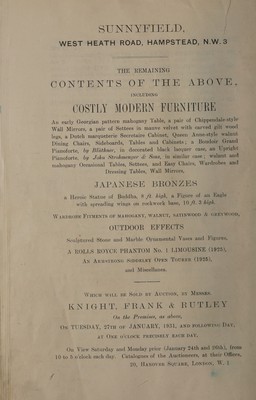 SUNNYFIELD,
WEST HEATH ROAD, HAMPSTEAD, N.W. 3
THE REMAINING
CONTENTS OF THE ABOVE,
INCLUDING
COSTLY MODERN FURNITURE
An early Georgian pattern mahogany Table, a pair of Chippendale-style
Wall Mirrors, a pair of Settees in mauve velvet with carved gilt wood
legs, a Dutch marqueterie Secretaire Cabinet, Queen Anne-style walnut
Dining Chairs, Sideboards, Tables and Cabinets; a Boudoir Grand
Pianoforte, by Blüthner, in decorated black lacquer case, an Upright
Pianoforte, by John Strohmenger & Sons, in similar case; walnut and
mahogany Occasional Tables, Settees, and Easy Chairs, Wardrobes and
Dressing Tables, Wall Mirrors,
JAPANESE BRONZES
a Heroic Statue of Buddha, 8 ft. high, a Figure of an Eagle
with spreading wings on rockwork base, 10 ft. 3 high
WARDROBE FITMENTS OF MAHOGANY, WALNUT, SATINWOOD & GREYWOOD,
OUTDOOR EFFECTS
Sculptured Stone and Marble Ornamental Vases and Figures,
A ROLLS ROYCE PHANTOM No. 1 LIMOUSINE (1925),
AN ARMSTRONG SIDDELEY OPEN TOURER (1928),
and Miscellanea.
WHICH WILL BE SOLD BY AUCTION, BY MESSRS.
KNIGHT, FRANK & RUTLEY
On the Premises, as above,
ON TUESDAY, 27TH OF JANUARY, 1931, AND FOLLOWING DAY,
AT ONE O'CLOCK PRECISELY EACH DAY.
On View Saturday and Monday prior (January 24th and 26th), from
10 to 5 o'clock each day. Catalogues of the Auctioneers, at their Offices,
20, HANOVER SQUARE, LONDON, W. 1